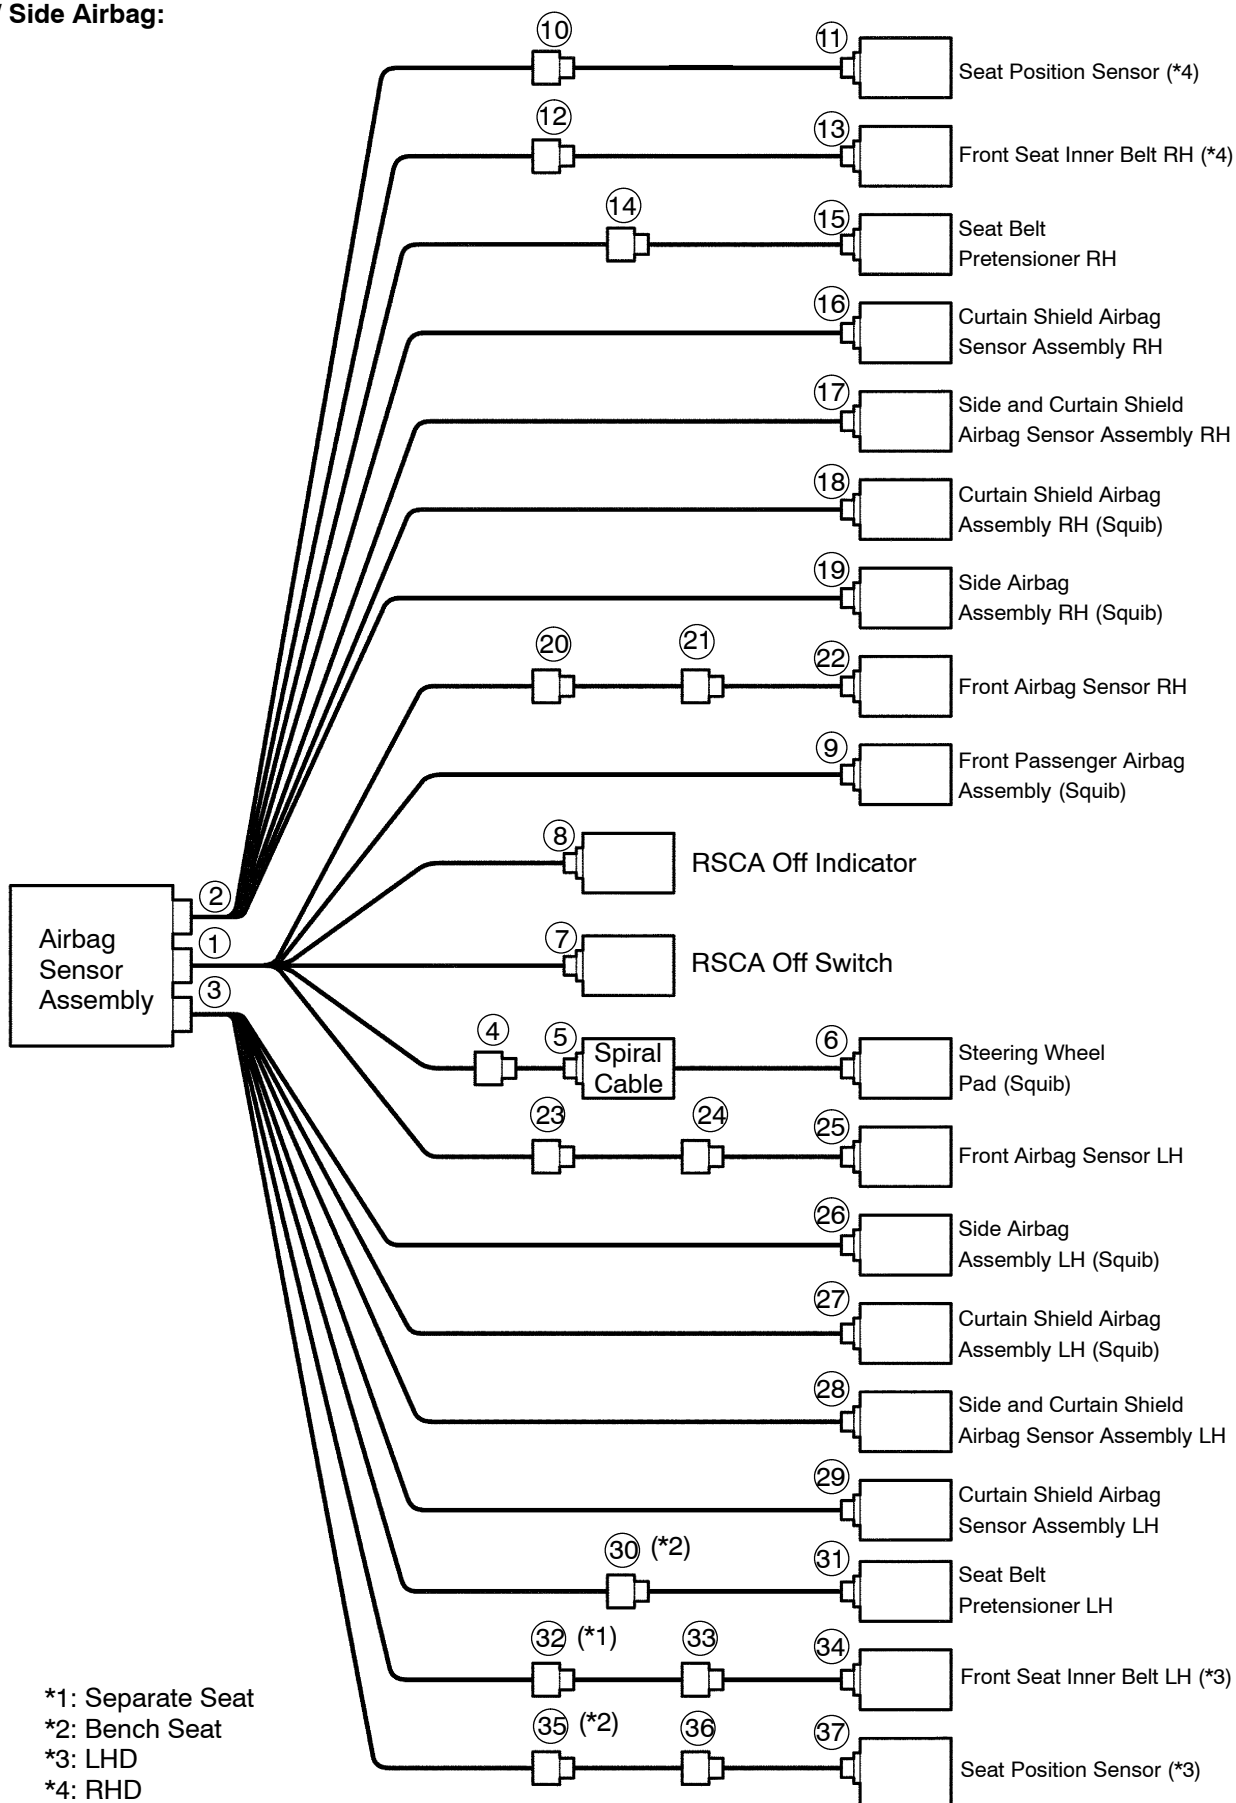 Side Airbag:
10
11
Seat Position Sensor (*4)
12
13
Front Seat Inner Belt RH (*4)
14
15
Seat Belt
Pretensioner RH
16
Curtain Shield Airbag
Sensor Assembly RH
17
Side and Curtain Shield
Airbag Sensor Assembly RH
18
Curtain Shield Airbag
Assembly RH (Squib)
19
Side Airbag
Assembly RH (Squib)
20
21
22
Front Airbag Sensor RH
9
Front Passenger Airbag
Assembly (Squib)
8
RSCA Off Indicator
2
1
3
Airbag
Sensor
Assembly
7
RSCA Off Switch
4
5
Spiral
Cable
6
Steering Wheel
Pad (Squib)
23
24
25
Front Airbag Sensor LH
26
Side Airbag
Assembly LH (Squib)
27
Curtain Shield Airbag
Assembly LH (Squib)
28
Side and Curtain Shield
Airbag Sensor Assembly LH
29
Curtain Shield Airbag
Sensor Assembly LH
30 (*2)
31
Seat Belt
Pretensioner LH
32 (*1)
33
34
Front Seat Inner Belt LH (*3)
35 (*2)
36
37
Seat Position Sensor (*3)
*1: Separate Seat
*2: Bench Seat
*3: LHD
*4: RHD